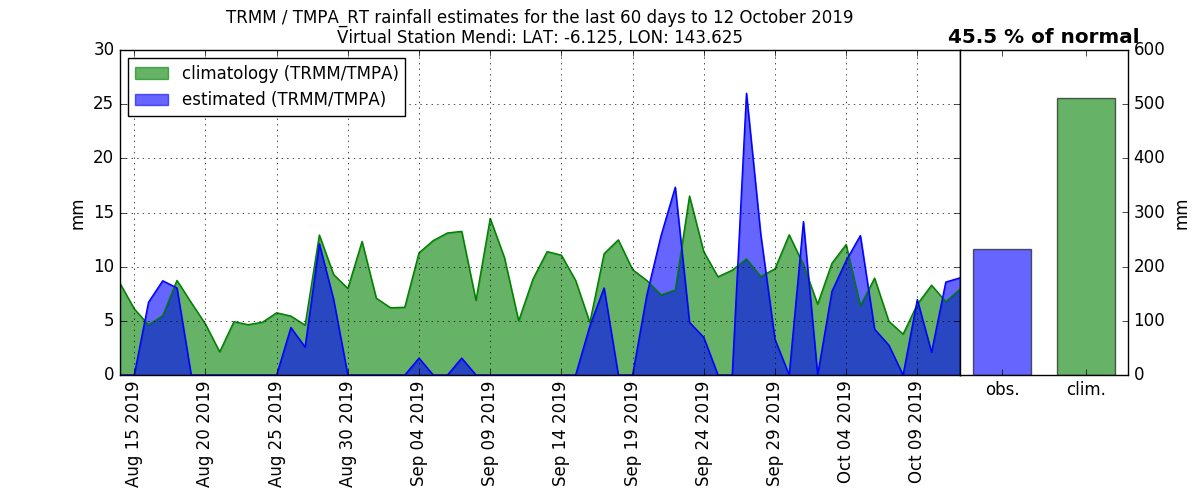 TRMM / TMPA_RT rainfall estimates for the last 60 days to 12 October 2019
Virtual Station Mendi: LAT: -6.125, LON: 143.625
45.5 % of normal
climatology (TRMM/TMPA)
estimated (TRMM/TMPA)
30
25
20
15
10
5
0
mm
600
500
400
300
200
100
0
mm
Aug 15 2019
Aug 20 2019
Aug 25 2019
Aug 30 2019
Sep 04 2019
Sep 09 2019
Sep 14 2019
Sep 19 2019
Sep 24 2019
Sep 29 2019
Oct 04 2019
Oct 09 2019
obs.
clim.